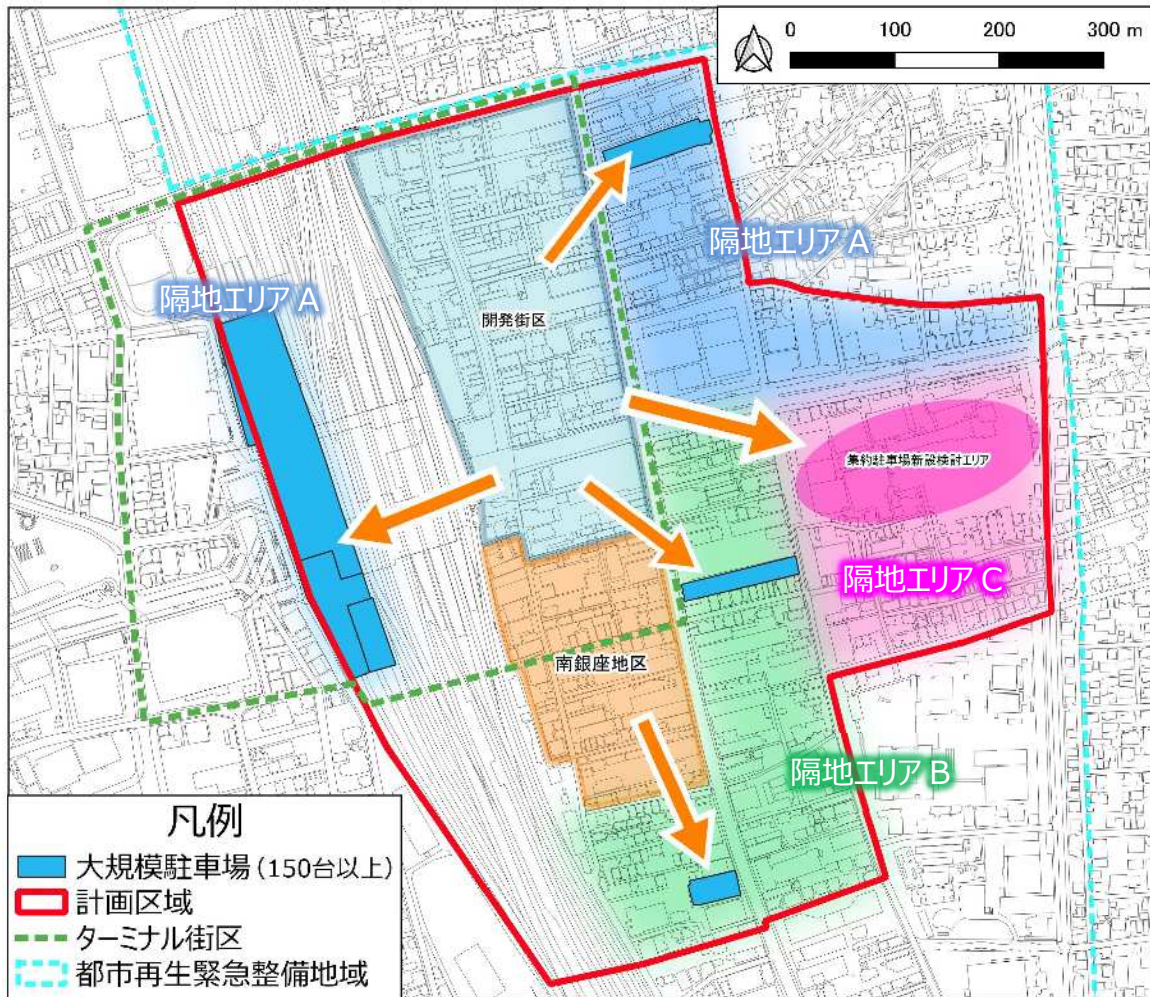 0 100 200 300 m
隔地エリア A
隔地エリア A
開発街区
集約駐車場新設検討エリア
隔地エリア C
南銀座地区
隔地エリア B
凡例
大規模駐車場(150台以上)
計画区域
ターミナル街区
都市再生緊急整備地域